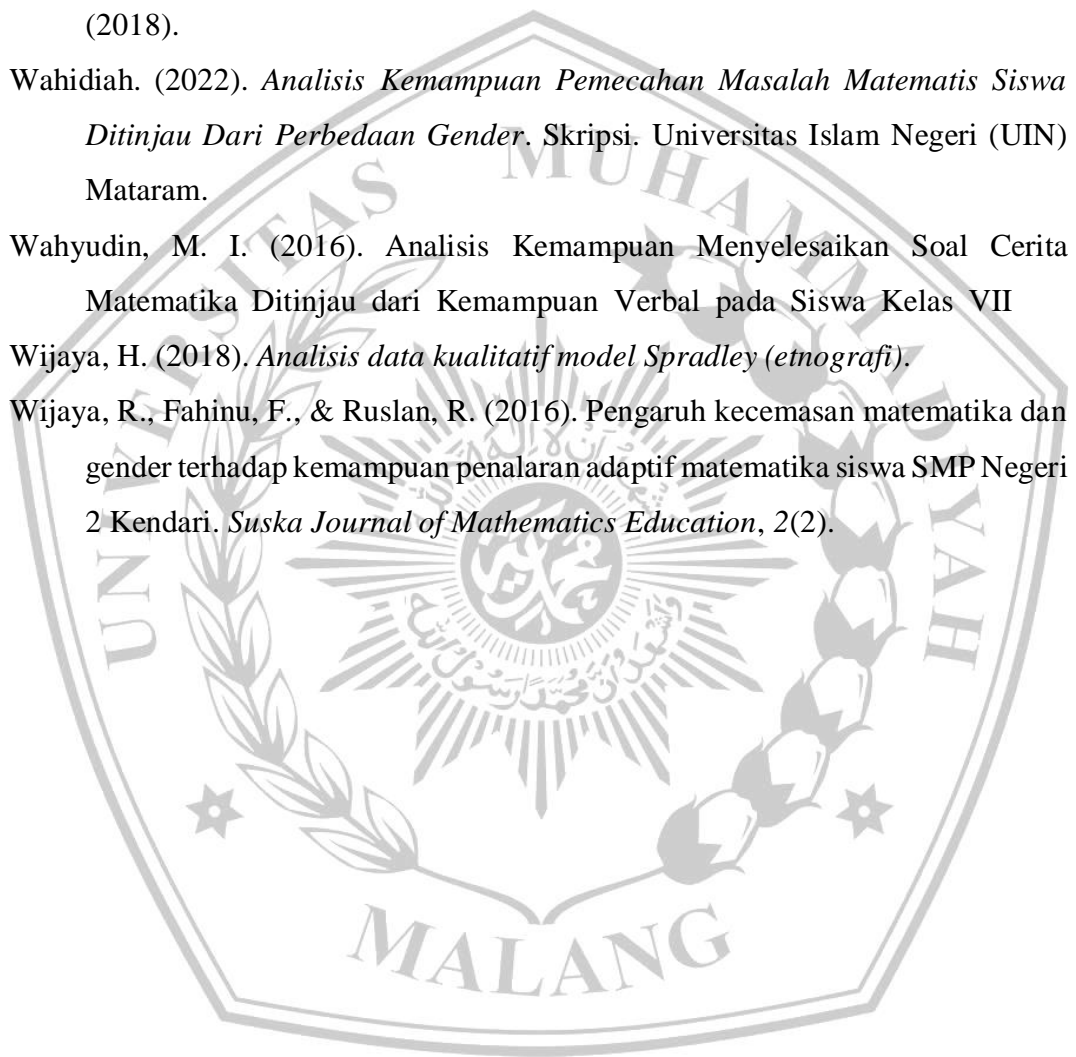 (2018).
Wahidiah. (2022). Analisis Kemampuan Pemecahan Masalah Matematis Siswa
Ditinjau Dari Perbedaan Gender. Skripsi. Universitas Islam Negeri (UIN)
Mataram.
Wahyudin, M. I. (2016). Analisis Kemampuan Menyelesaikan Soal Cerita
Matematika Ditinjau dari Kemampuan Verbal pada Siswa Kelas VII
Wijaya, H. (2018). Analisis data kualitatif model Spradley (etnografi).
Wijaya, R., Fahinu, F., & Ruslan, R. (2016). Pengaruh kecemasan matematika dan
gender terhadap kemampuan penalaran adaptif matematika siswa SMP Negeri
2 Kendari. Suska Journal of Mathematics Education, 2(2).
UNIVERSITAS MUHAMMADIYAH
MALANG